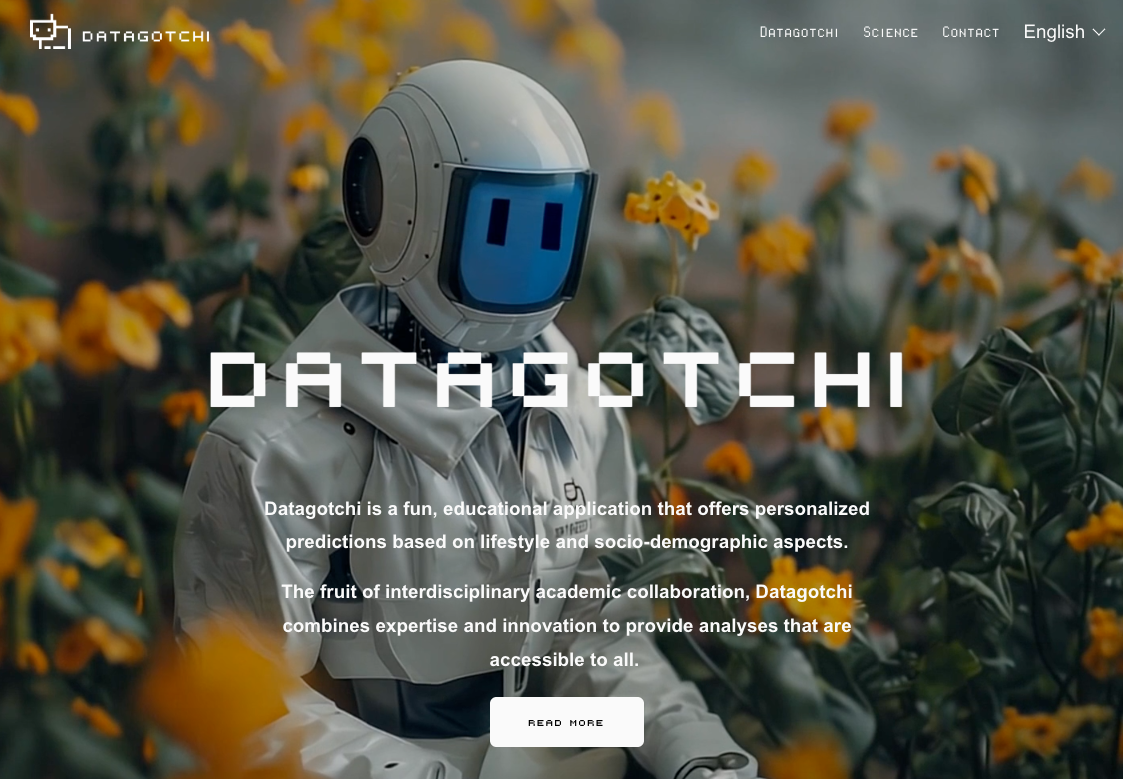 DATAGOTCHI
Datagotchi Science Contact English
DATAGOTCHI
Datagotchi is a fun, educational application that offers personalized
predictions based on lifestyle and socio-demographic aspects.
The fruit of interdisciplinary academic collaboration, Datagotchi
combines expertise and innovation to provide analyses that are
accessible to all.
READ MORE